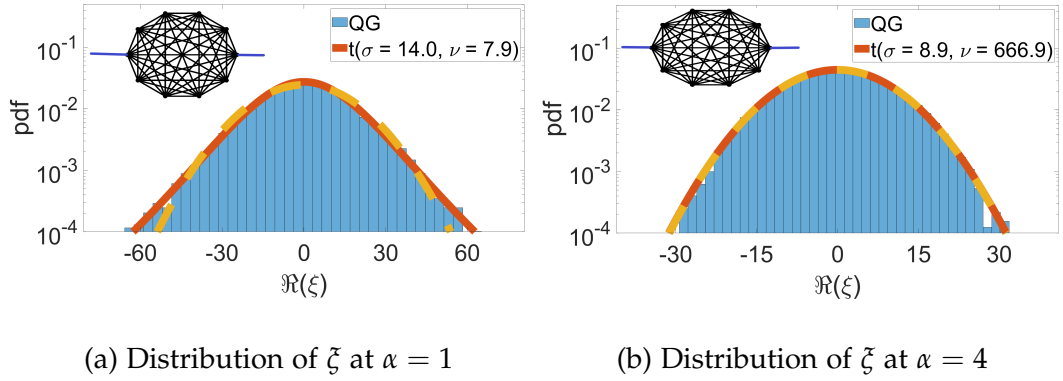 QG
t(σ = 14.0, ν = 7.9)
pdf
10⁻¹
10⁻²
10⁻³
10⁻⁴
-60 -30 0 30 60
ℜ(ξ)
(a) Distribution of ξ at α = 1
QG
t(σ = 8.9, ν = 666.9)
pdf
10⁻¹
10⁻²
10⁻³
10⁻⁴
-30 -15 0 15 30
ℜ(ξ)
(b) Distribution of ξ at α = 4